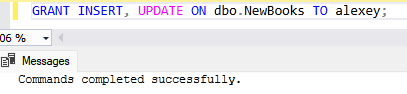 GRANT INSERT, UPDATE ON dbo.NewBooks TO alexey;
06 %
Messages
Commands completed successfully.